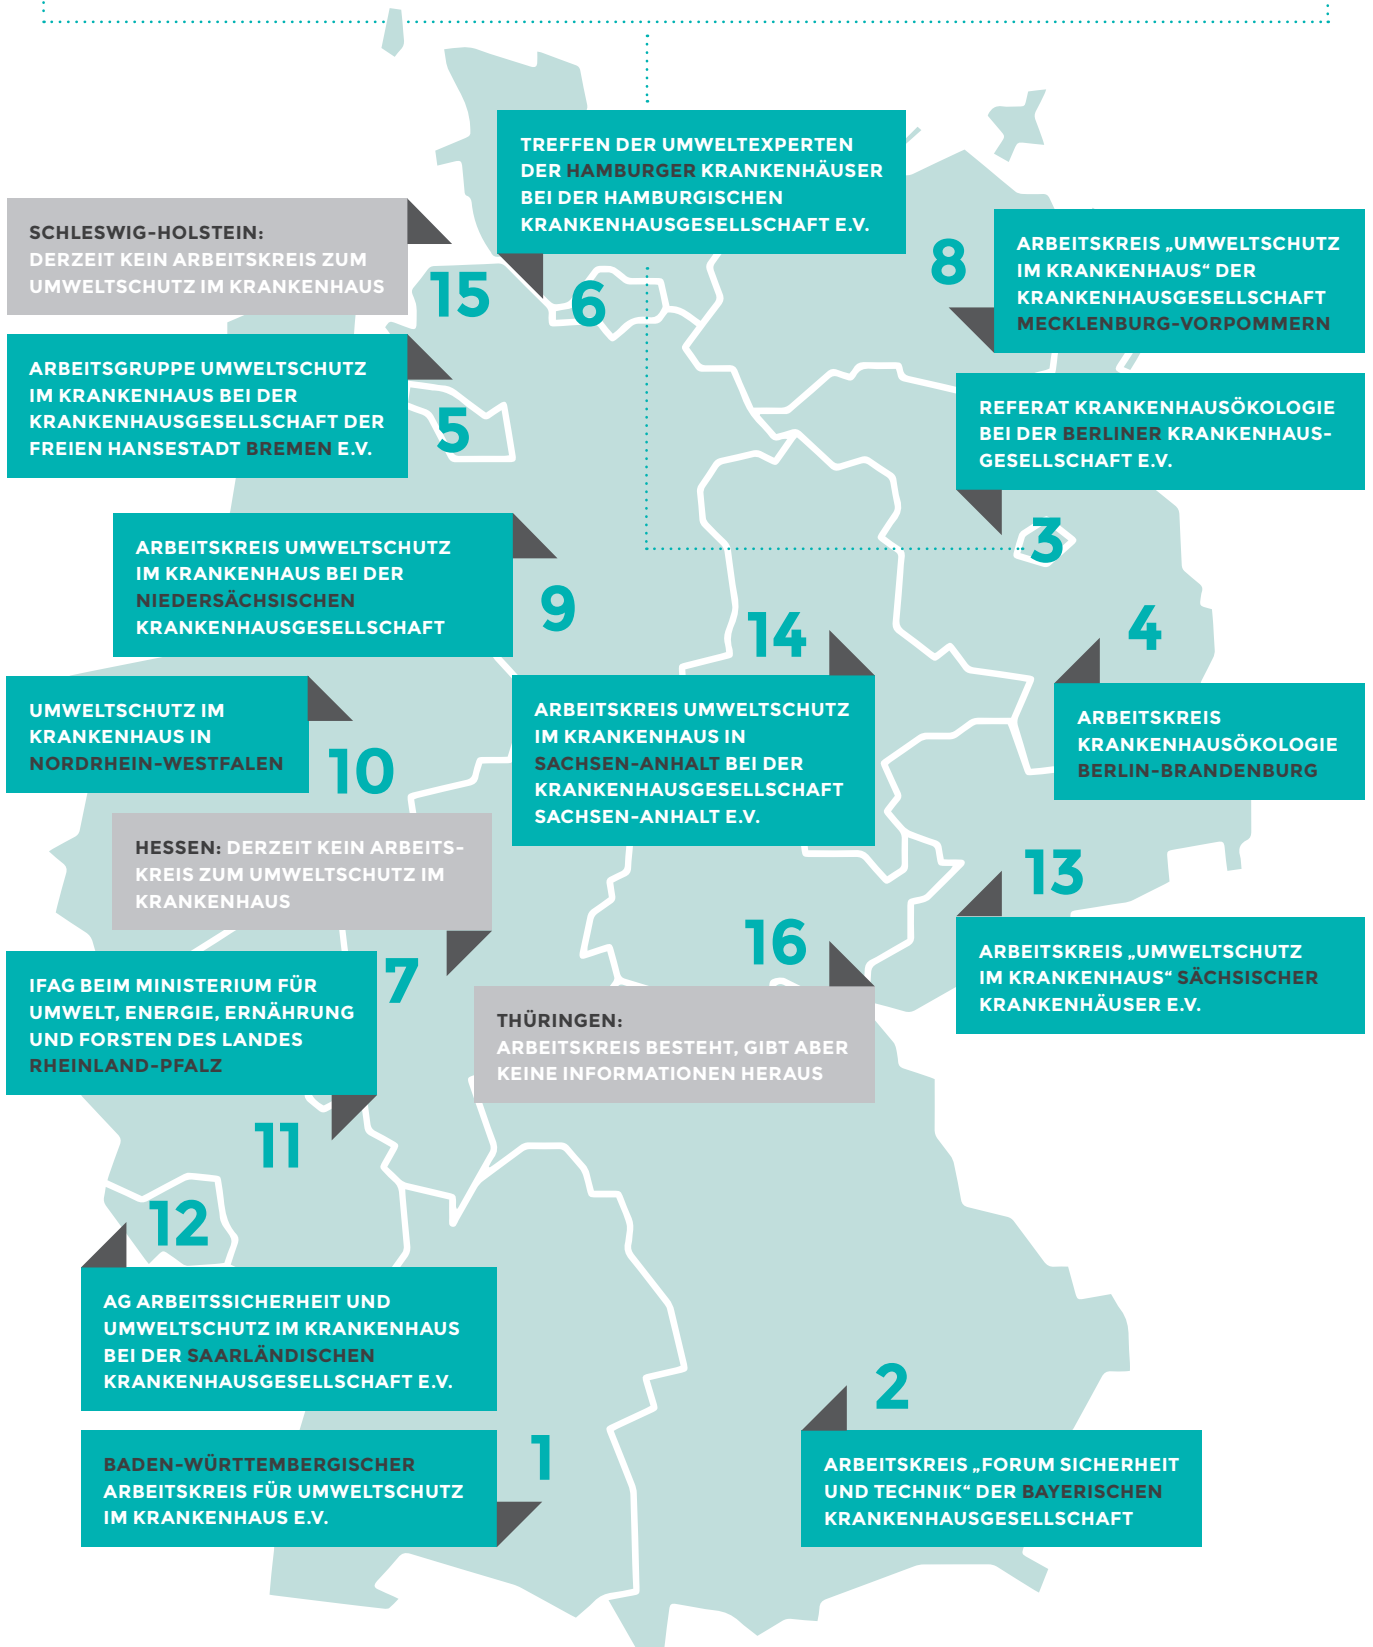 TREFFEN DER UMWELTEXPERTEN
DER HAMBURGER KRANKENHÄUSER
BEI DER HAMBURGISCHEN
KRANKENHAUSGESELLSCHAFT E.V.
6
SCHLESWIG-HOLSTEIN:
DERZEIT KEIN ARBEITSKREIS ZUM
UMWELTSCHUTZ IM KRANKENHAUS
15
8
ARBEITSKREIS „UMWELTSCHUTZ
IM KRANKENHAUS“ DER
KRANKENHAUSGESELLSCHAFT
MECKLENBURG-VORPOMMERN
ARBEITSGRUPPE UMWELTSCHUTZ
IM KRANKENHAUS BEI DER
KRANKENHAUSGESELLSCHAFT DER
FREIEN HANSESTADT BREMEN E.V.
5
REFERAT KRANKENHAUSÖKOLOGIE
BEI DER BERLINER KRANKENHAUS-
GESELLSCHAFT E.V.
3
ARBEITSKREIS UMWELTSCHUTZ
IM KRANKENHAUS BEI DER
NIEDERSÄCHSISCHEN
KRANKENHAUSGESELLSCHAFT
9
14
ARBEITSKREIS UMWELTSCHUTZ
IM KRANKENHAUS IN
SACHSEN-ANHALT BEI DER
KRANKENHAUSGESELLSCHAFT
SACHSEN-ANHALT E.V.
4
ARBEITSKREIS
KRANKENHAUSÖKOLOGIE
BERLIN-BRANDENBURG
UMWELTSCHUTZ IM
KRANKENHAUS IN
NORDRHEIN-WESTFALEN
10
HESSEN: DERZEIT KEIN ARBEITS-
KREIS ZUM UMWELTSCHUTZ IM
KRANKENHAUS
7
13
ARBEITSKREIS „UMWELTSCHUTZ
IM KRANKENHAUS“ SÄCHSISCHER
KRANKENHÄUSER E.V.
16
THÜRINGEN:
ARBEITSKREIS BESTEHT, GIBT ABER
KEINE INFORMATIONEN HERAUS
IFAG BEIM MINISTERIUM FÜR
UMWELT, ENERGIE, ERNÄHRUNG
UND FORSTEN DES LANDES
RHEINLAND-PFALZ
11
12
AG ARBEITSSICHERHEIT UND
UMWELTSCHUTZ IM KRANKENHAUS
BEI DER SAARLÄNDISCHEN
KRANKENHAUSGESELLSCHAFT E.V.
BADEN-WÜRTTEMBERGISCHER
ARBEITSKREIS FÜR UMWELTSCHUTZ
IM KRANKENHAUS E.V.
1
2
ARBEITSKREIS „FORUM SICHERHEIT
UND TECHNIK“ DER BAYERISCHEN
KRANKENHAUSGESELLSCHAFT